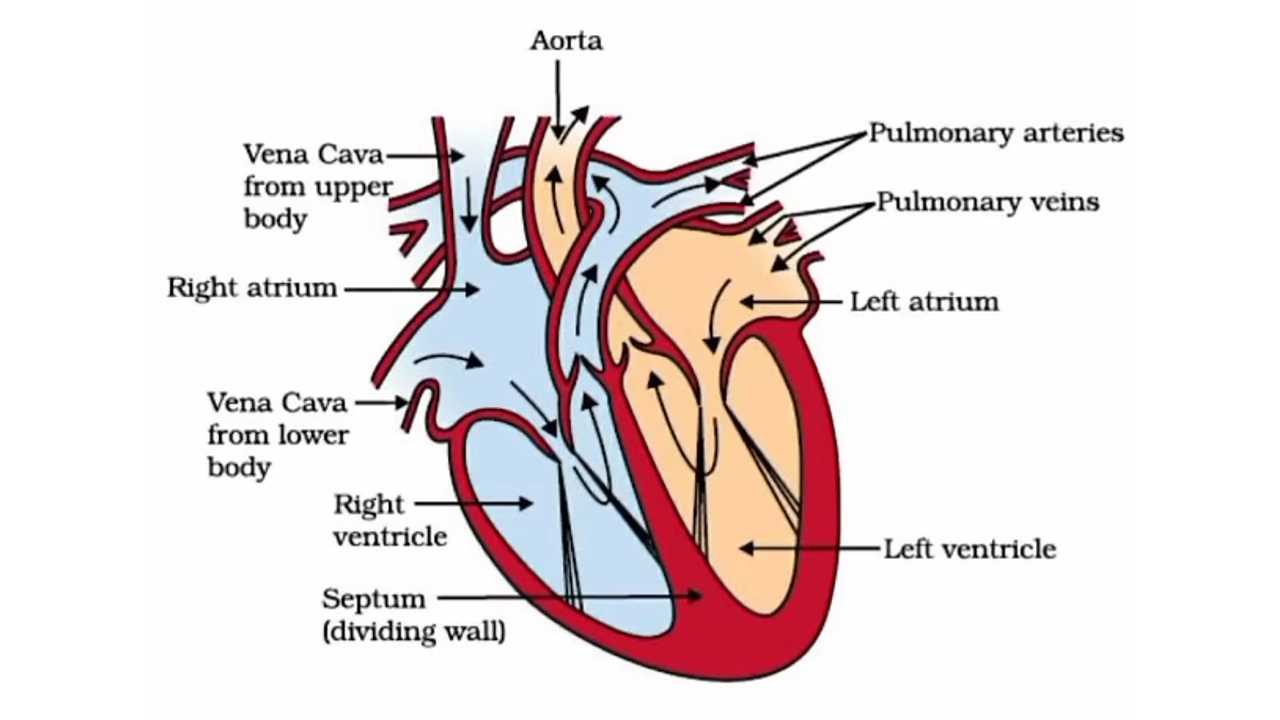 Aorta
Pulmonary arteries
Vena Cava
from upper
body
Pulmonary veins
Right atrium
Left atrium
Vena Cava
from lower
body
Right
ventricle
Left ventricle
Septum
(dividing wall)